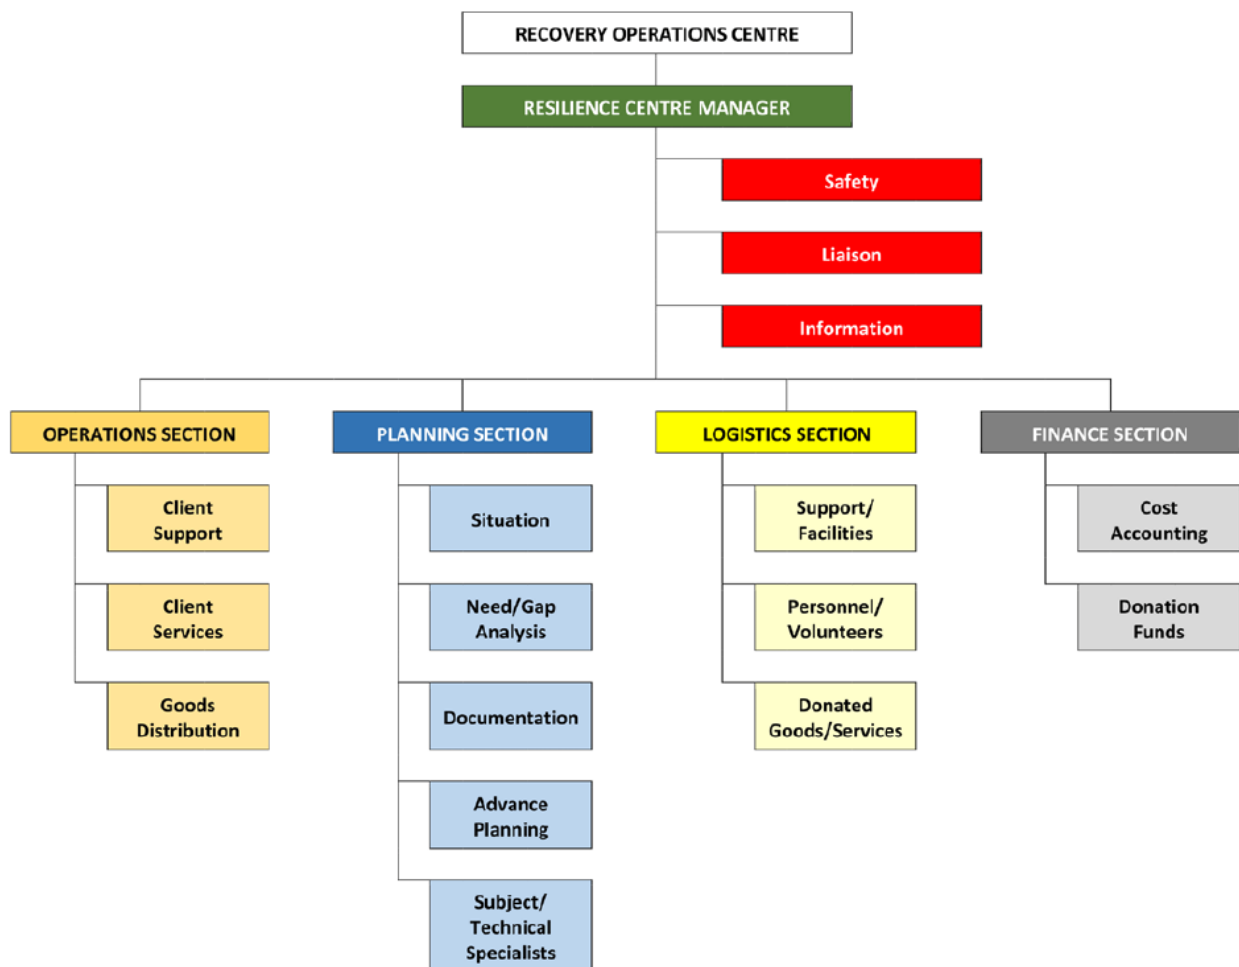 RECOVERY OPERATIONS CENTRE
RESILIENCE CENTRE MANAGER
Safety
Liaison
Information
OPERATIONS SECTION
Client
Support
Client
Services
Goods
Distribution
PLANNING SECTION
Situation
Need/Gap
Analysis
Documentation
Advance
Planning
Subject/
Technical
Specialists
LOGISTICS SECTION
Support/
Facilities
Personnel/
Volunteers
Donated
Goods/Services
FINANCE SECTION
Cost
Accounting
Donation
Funds